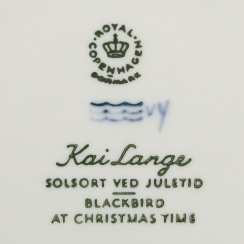 ROYAL COPENHAGEN
DENMARK
Kai Lange
SOLSORT VED JULETID
BLACKBIRD
AT CHRISTMAS TIME